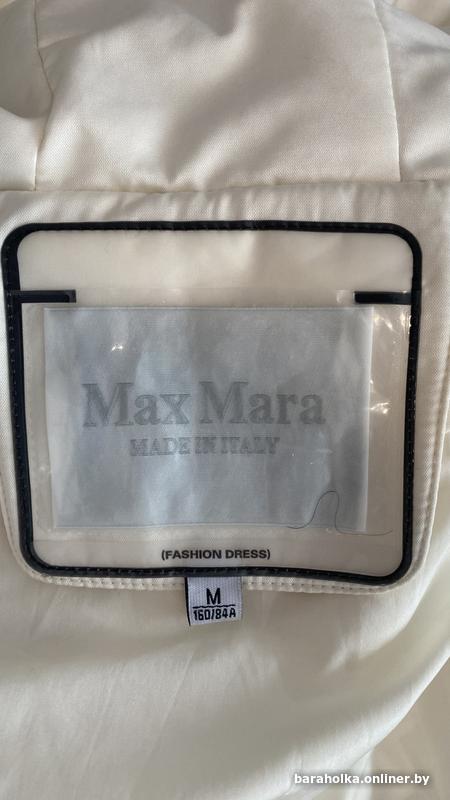 Max Mara
MADE IN ITALY
(FASHION DRESS)
M
160/84A
baraholka.onliner.by